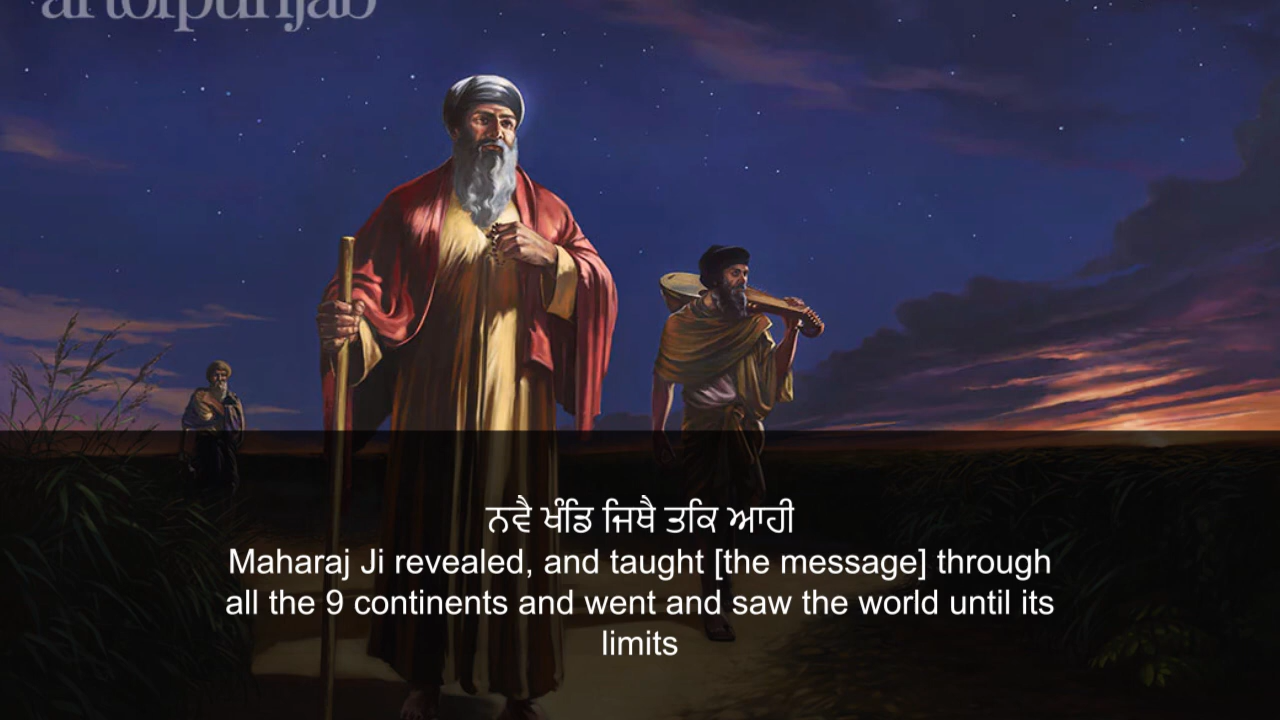 artofpunjab
ਨਵੈ ਖੰਡਿ ਜਿਥੈ ਤਕਿ ਆਹੀ
Maharaj Ji revealed, and taught [the message] through
all the 9 continents and went and saw the world until its
limits